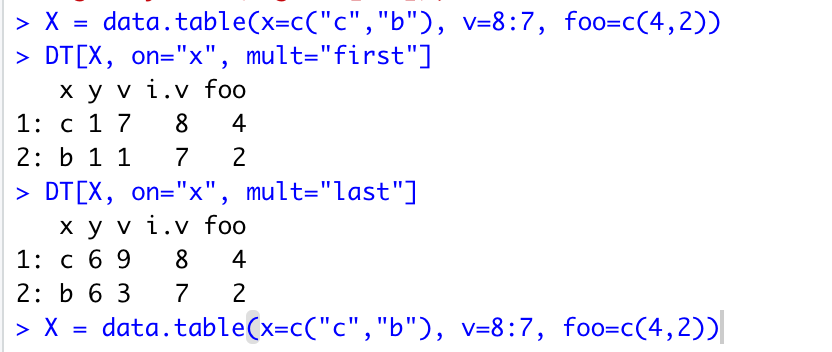 > X = data.table(x=c("c","b"), v=8:7, foo=c(4,2))
> DT[X, on="x", mult="first"]
   x y v i.v foo
1: c 1 7   8   4
2: b 1 1   7   2
> DT[X, on="x", mult="last"]
   x y v i.v foo
1: c 6 9   8   4
2: b 6 3   7   2
> X = data.table(x=c("c","b"), v=8:7, foo=c(4,2))